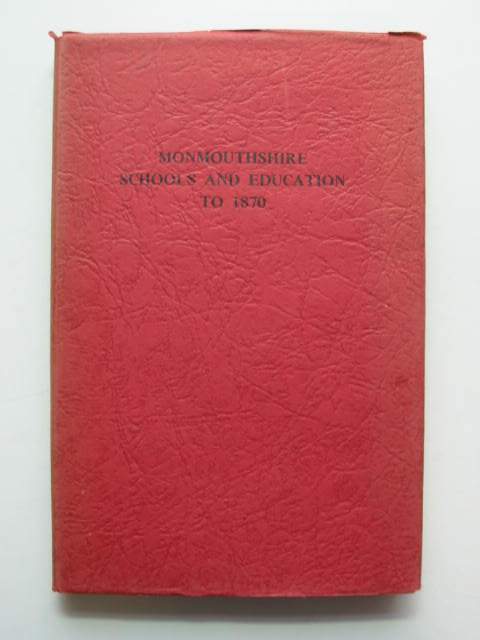 MONMOUTHSHIRE
SCHOOLS AND EDUCATION
TO 1870